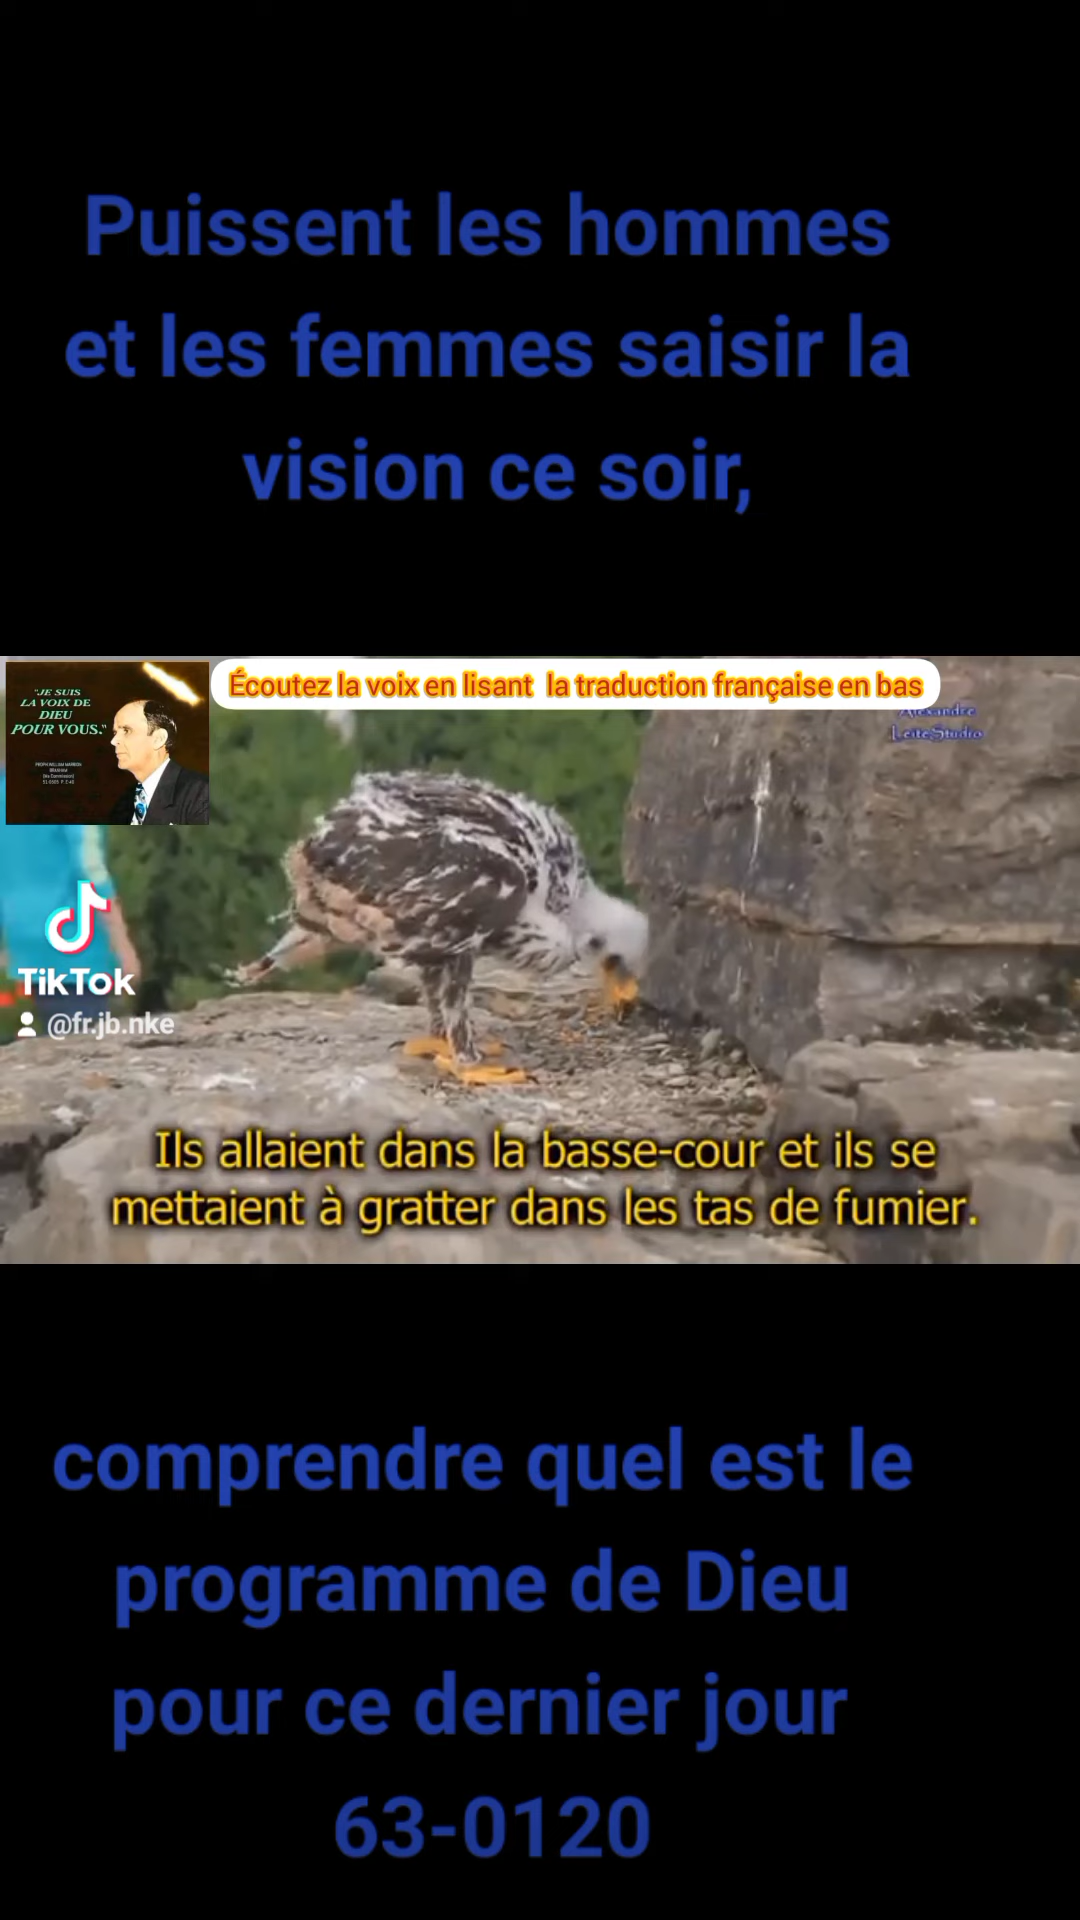 Puissent les hommes
et les femmes saisir la
vision ce soir,
Écoutez la voix en lisant la traduction française en bas
"JE SUIS
LA VOIX DE
DIEU
POUR VOUS."
Alexandre
LeiteStudio
TikTok
@fr.jb.nke
Ils allaient dans la basse-cour et ils se
mettaient à gratter dans les tas de fumier.
comprendre quel est le
programme de Dieu
pour ce dernier jour
63-0120